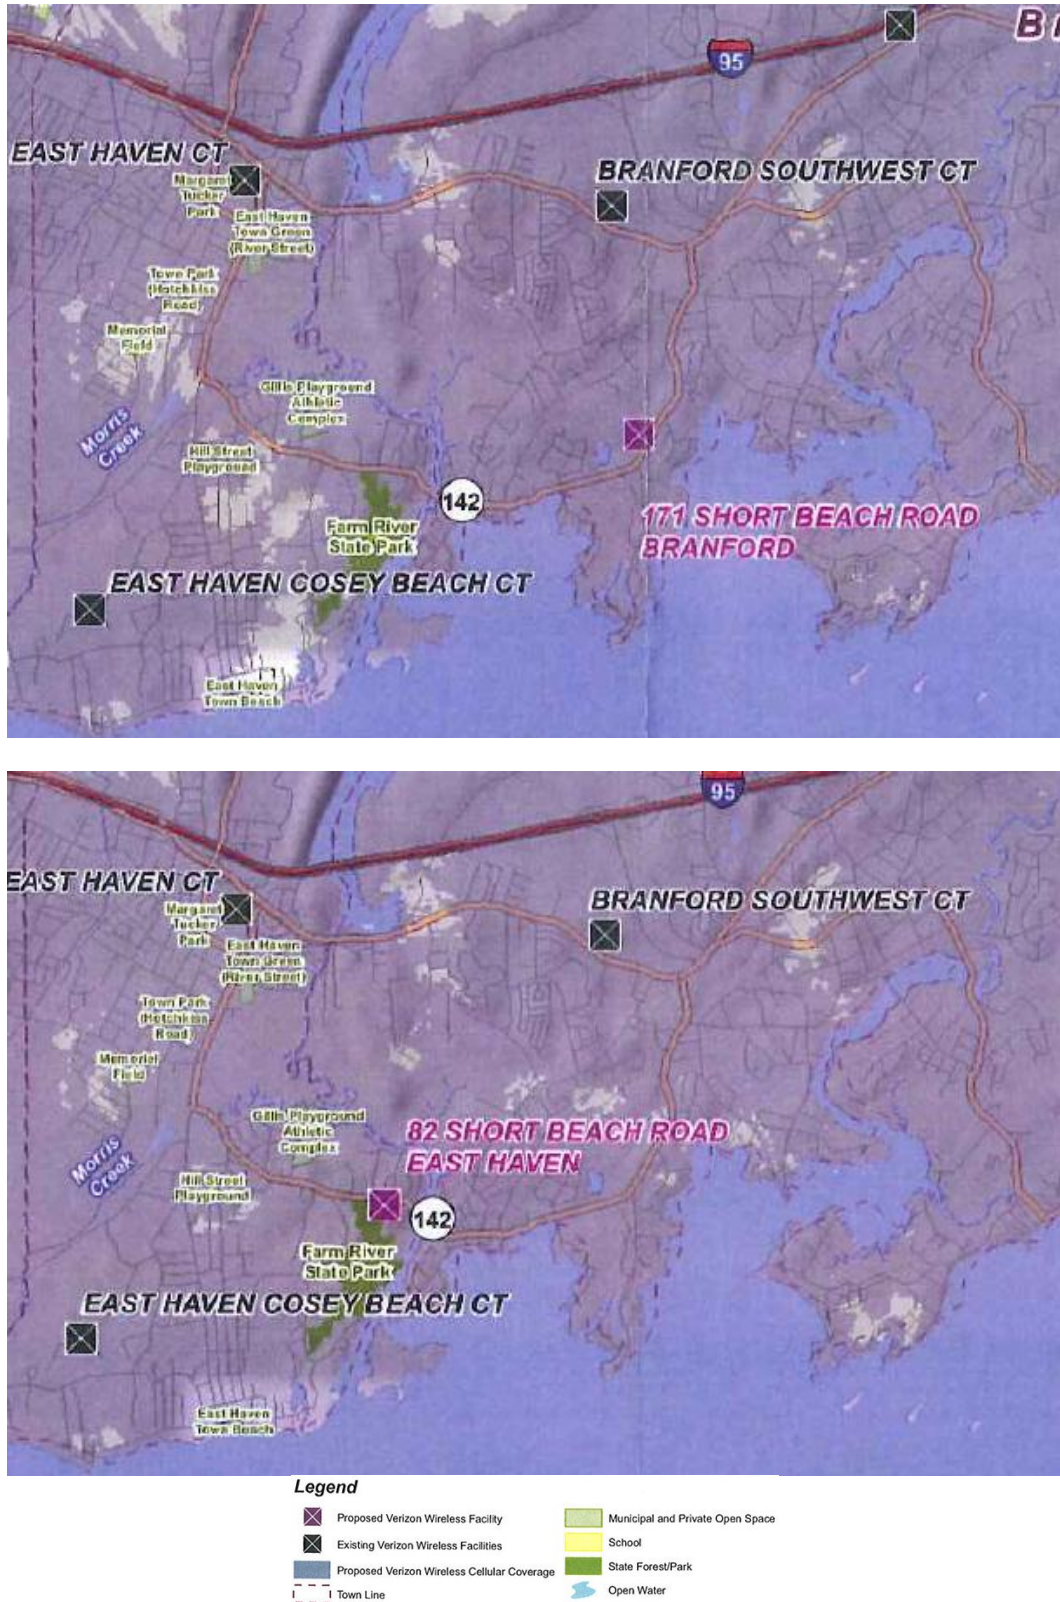 95
B
EAST HAVEN CT
BRANFORD SOUTHWEST CT
Margaret
Tucker
Park
East Haven
Town Green
(River Street)
Town Park
(Hotchkiss
Road)
Memorial
Field
Gillis Playground
Athletic
Complex
Morris
Creek
Hill Street
Playground
142
171 SHORT BEACH ROAD
BRANFORD
Farm River
State Park
EAST HAVEN COSEY BEACH CT
East Haven
Town Beach
95
EAST HAVEN CT
BRANFORD SOUTHWEST CT
Margaret
Tucker
Park
East Haven
Town Green
(River Street)
Town Park
(Hotchkiss
Road)
Memorial
Field
Gillis Playground
Athletic
Complex
82 SHORT BEACH ROAD
EAST HAVEN
Morris
Creek
Hill Street
Playground
142
Farm River
State Park
EAST HAVEN COSEY BEACH CT
East Haven
Town Beach
Legend
Proposed Verizon Wireless Facility
Existing Verizon Wireless Facilities
Proposed Verizon Wireless Cellular Coverage
Town Line
Municipal and Private Open Space
School
State Forest/Park
Open Water